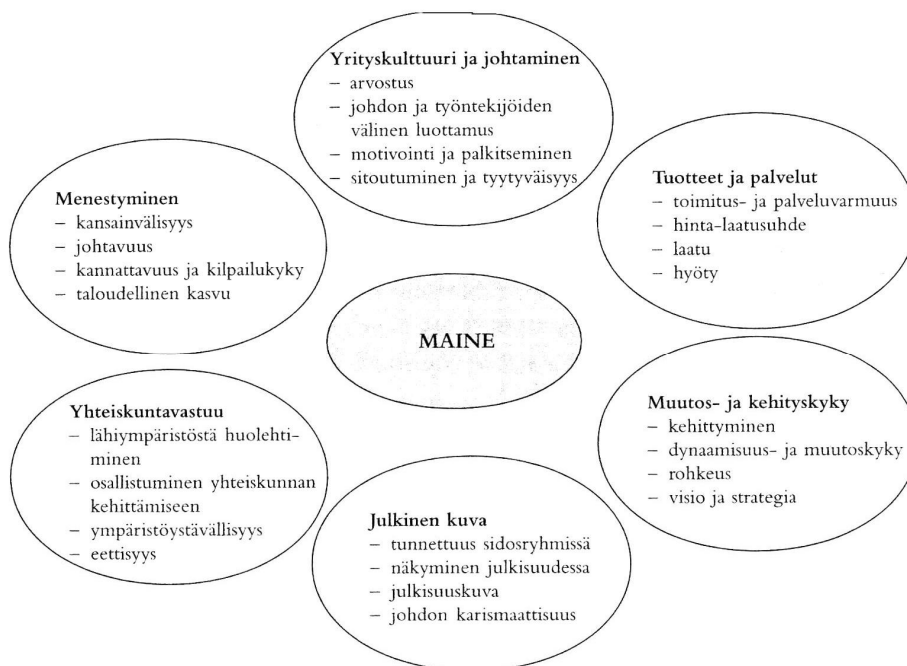 Yrityskulttuuri ja johtaminen
– arvostus
– johdon ja työntekijöiden
välinen luottamus
– motivointi ja palkitseminen
– sitoutuminen ja tyytyväisyys
Tuotteet ja palvelut
– toimitus- ja palveluvarmuus
– hinta-laatusuhde
– laatu
– hyöty
Menestyminen
– kansainvälisyys
– johtavuus
– kannattavuus ja kilpailukyky
– taloudellinen kasvu
MAINE
Muutos- ja kehityskyky
– kehittyminen
– dynaamisuus- ja muutoskyky
– rohkeus
– visio ja strategia
Yhteiskuntavastuu
– lähiympäristöstä huolehti-
minen
– osallistuminen yhteiskunnan
kehittämiseen
– ympäristöystävällisyys
– eettisyys
Julkinen kuva
– tunnettuus sidosryhmissä
– näkyminen julkisuudessa
– julkisuuskuva
– johdon karismaattisuus